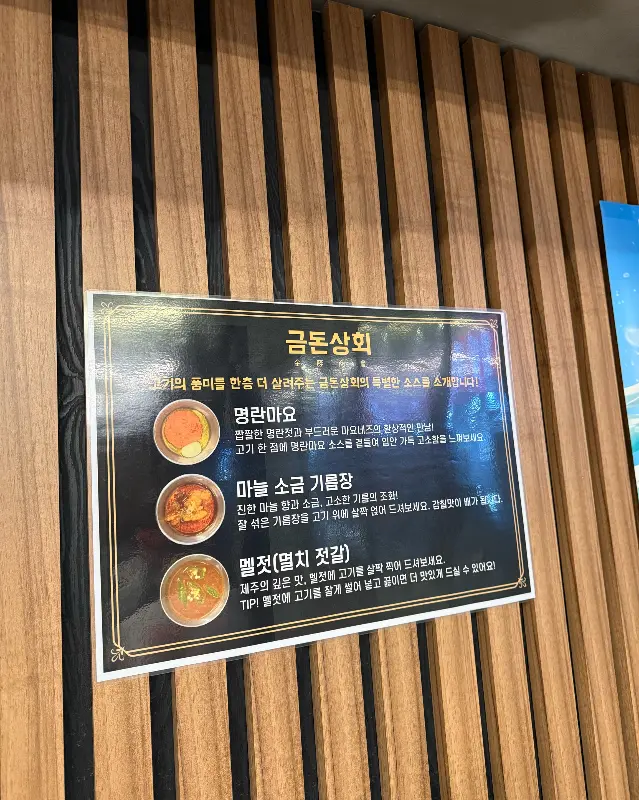 금돈상회
고기의 풍미를 한층 더 살려주는 금돈상회의 특별한 소스를 소개합니다!
명란마요
짭짤한 명란젓과 부드러운 마요네즈의 환상적인 만남!
고기 한 점에 명란마요 소스를 곁들여 입안 가득 고소함을 느껴보세요
마늘 소금 기름장
진한 마늘 향과 소금, 고소한 기름의 조화!
잘 섞은 기름장을 고기 위에 살짝 얹어 드셔보세요. 감칠맛이 배가 됩니다.
멜젓(멸치 젓갈)
제주의 깊은 맛, 멜젓에 고기를 살짝 찍어 드셔보세요.
TIP! 멜젓에 고기를 잠게 썰어 넣고 끓이면 더 맛있게 드실 수 있어요!